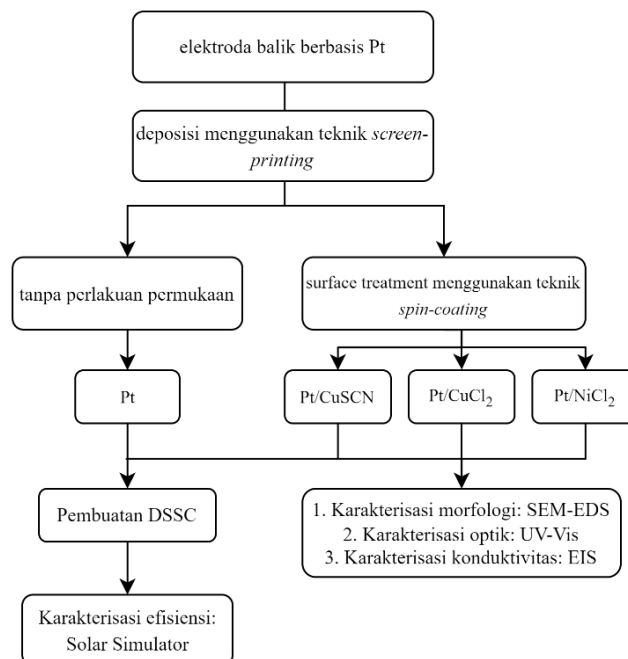 elektroda balik berbasis Pt
deposisi menggunakan teknik screen-
printing
tanpa perlakuan permukaan
surface treatment menggunakan teknik
spin-coating
Pt
Pt/CuSCN
Pt/CuCl₂
Pt/NiCl₂
Pembuatan DSSC
1. Karakterisasi morfologi: SEM-EDS
2. Karakterisasi optik: UV-Vis
3. Karakterisasi konduktivitas: EIS
Karakterisasi efisiensi:
Solar Simulator